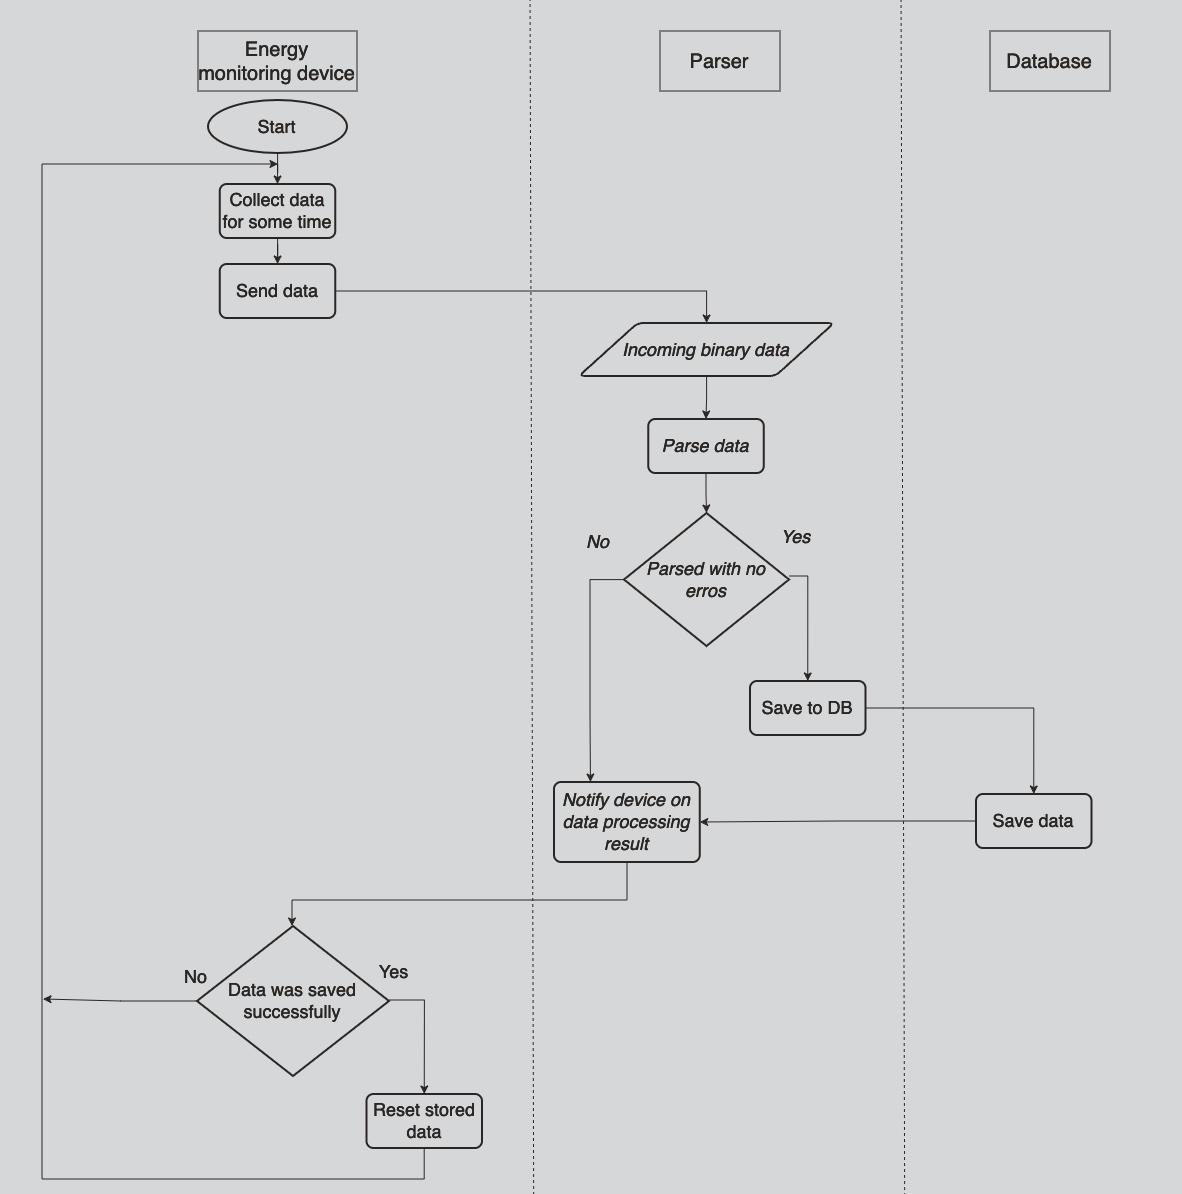 Energy
monitoring device
Parser
Database
Start
Collect data
for some time
Send data
Incoming binary data
Parse data
No
Yes
Parsed with no
erros
Save to DB
Notify device on
data processing
result
Save data
No
Yes
Data was saved
successfully
Reset stored
data